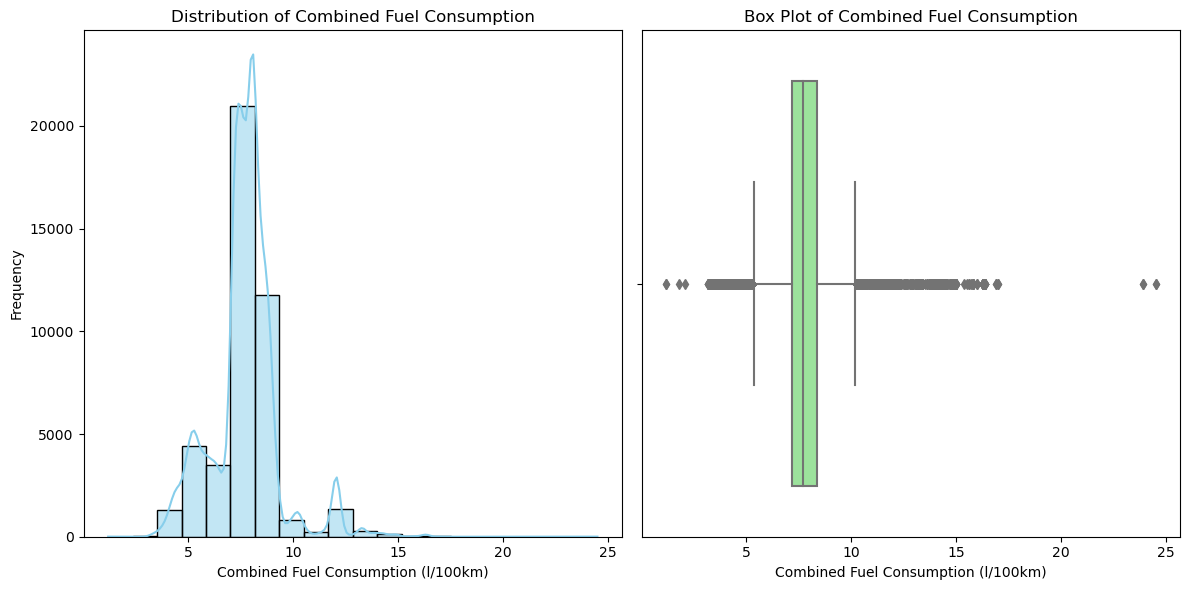 Distribution of Combined Fuel Consumption
Frequency
20000
15000
10000
5000
0
5 10 15 20 25
Combined Fuel Consumption (l/100km)
Box Plot of Combined Fuel Consumption
5 10 15 20 25
Combined Fuel Consumption (l/100km)